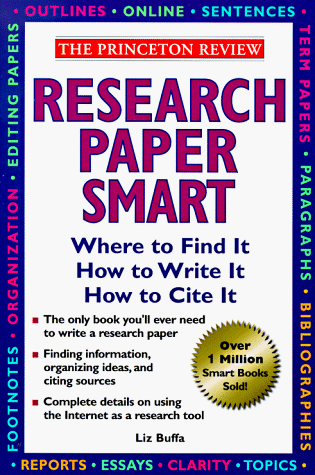 • OUTLINES • ONLINE • SENTENCES •
TERM PAPERS • PARAGRAPHS • BIBLIOGRAPHIES
FOOTNOTES • ORGANIZATION • EDITING PAPERS
THE PRINCETON REVIEW
RESEARCH
PAPER
SMART
Where to Find It
How to Write It
How to Cite It
■ The only book you'll ever need
to write a research paper
■ Finding information,
organizing ideas, and
citing sources
■ Complete details on using
the Internet as a research tool
Over
1 Million
Smart Books
Sold!
Liz Buffa
• REPORTS • ESSAYS • CLARITY • TOPICS •